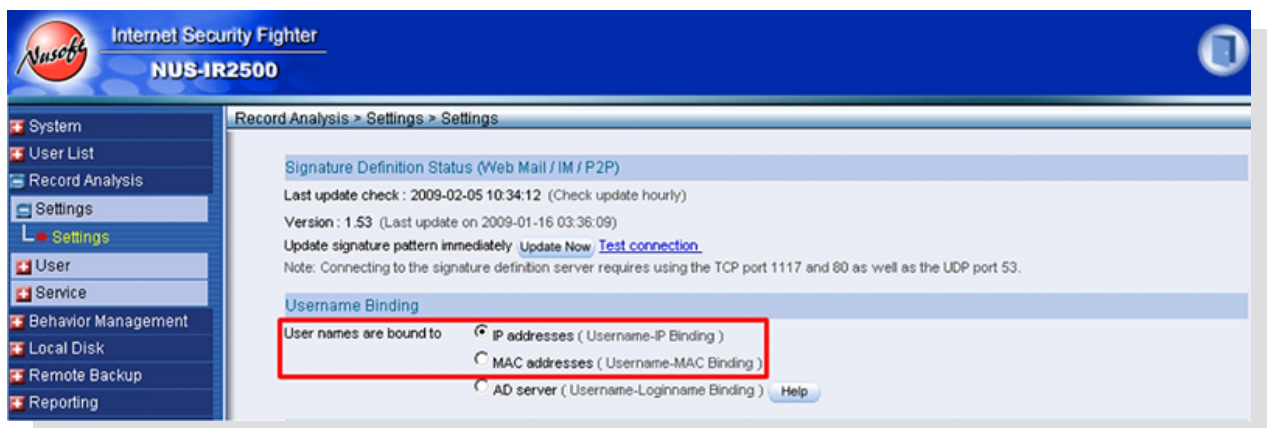 Nusoft
Internet Security Fighter
NUS-IR2500
System
User List
Record Analysis
Settings
Settings
User
Service
Behavior Management
Local Disk
Remote Backup
Reporting
Record Analysis > Settings > Settings
Signature Definition Status (Web Mail / IM / P2P)
Last update check : 2009-02-05 10:34:12 (Check update hourly)
Version : 1.53 (Last update on 2009-01-16 03:36:09)
Update signature pattern immediately Update Now Test connection
Note: Connecting to the signature definition server requires using the TCP port 1117 and 80 as well as the UDP port 53.
Username Binding
User names are bound to IP addresses ( Username-IP Binding )
MAC addresses ( Username-MAC Binding )
AD server ( Username-Loginname Binding ) Help